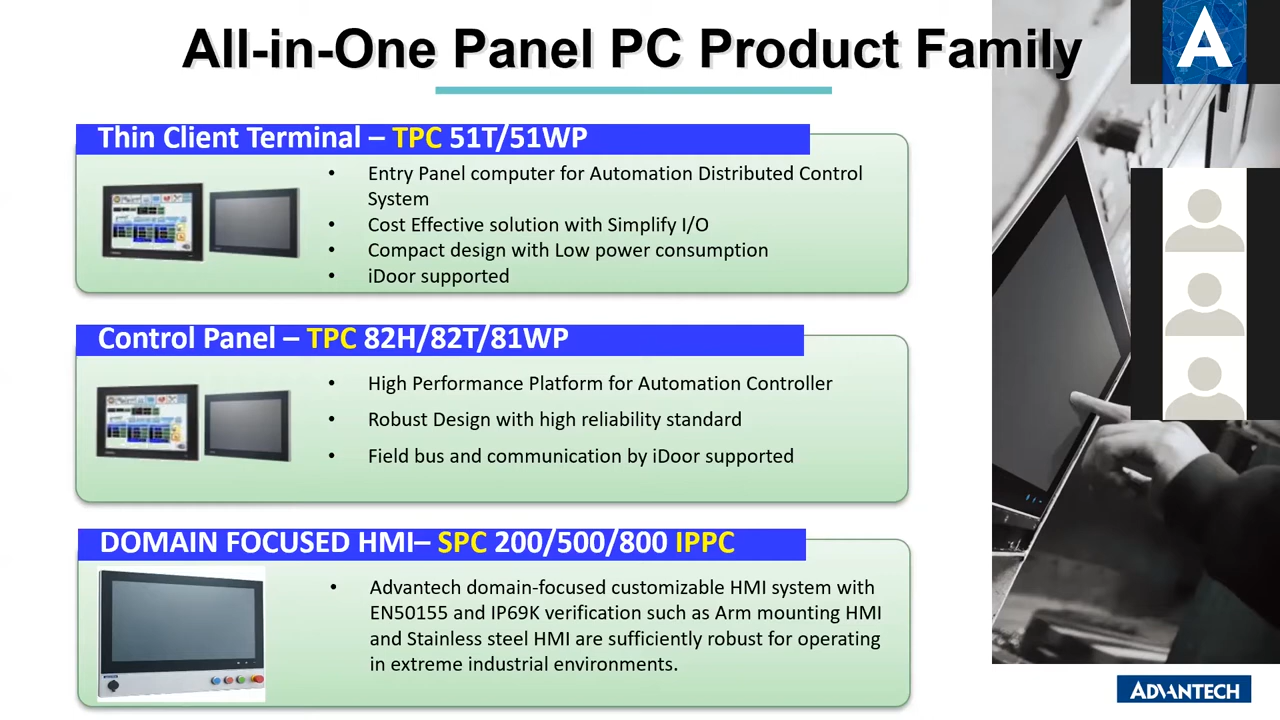 All-in-One Panel PC Product Family
A
Thin Client Terminal – TPC 51T/51WP
• Entry Panel computer for Automation Distributed Control
System
• Cost Effective solution with Simplify I/O
• Compact design with Low power consumption
• iDoor supported
Control Panel – TPC 82H/82T/81WP
• High Performance Platform for Automation Controller
• Robust Design with high reliability standard
• Field bus and communication by iDoor supported
DOMAIN FOCUSED HMI– SPC 200/500/800 IPPC
• Advantech domain-focused customizable HMI system with
EN50155 and IP69K verification such as Arm mounting HMI
and Stainless steel HMI are sufficiently robust for operating
in extreme industrial environments.
ADVANTECH